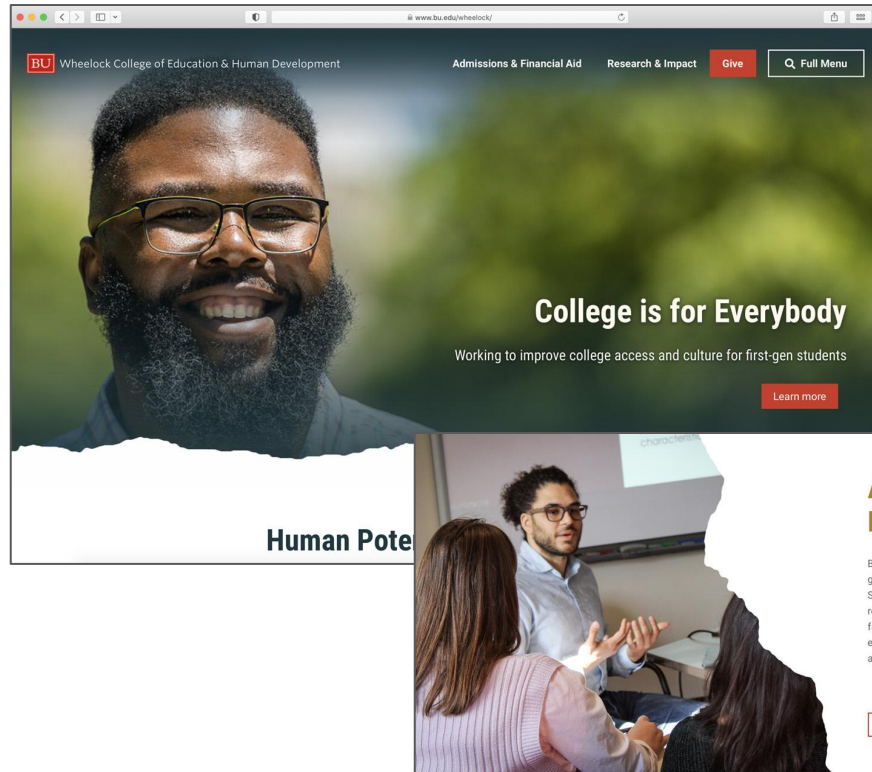 www.bu.edu/wheelock/
BU Wheelock College of Education & Human Development
Admissions & Financial Aid Research & Impact Give Full Menu
College is for Everybody
Working to improve college access and culture for first-gen students
Learn more
Human Pote
characteristic